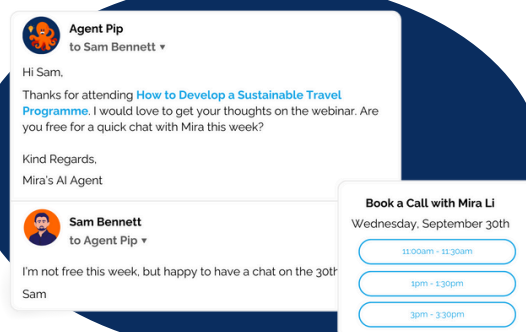 Agent Pip
to Sam Bennett ▾
Hi Sam,
Thanks for attending How to Develop a Sustainable Travel
Programme. I would love to get your thoughts on the webinar. Are
you free for a quick chat with Mira this week?
Kind Regards,
Mira's AI Agent
Sam Bennett
to Agent Pip ▾
I'm not free this week, but happy to have a chat on the 30th
Sam
Book a Call with Mira Li
Wednesday, September 30th
11:00am - 11:30am
1pm - 1:30pm
3pm - 3:30pm